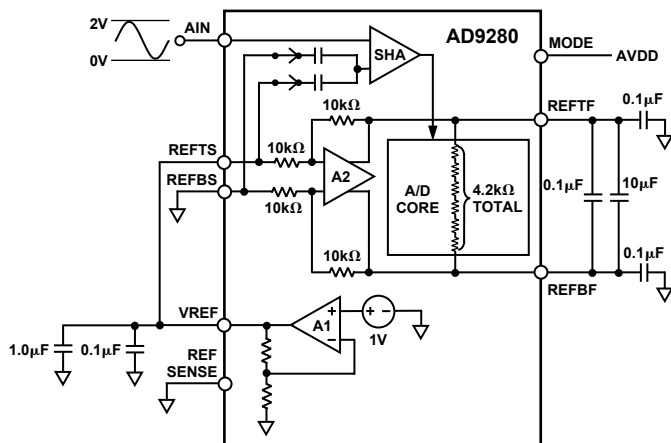 2V
0V
AIN
SHA
AD9280
MODE
AVDD
10kΩ
REFTF
0.1µF
REFTS
10kΩ
REFBS
10kΩ
A2
A/D
CORE
4.2kΩ
TOTAL
0.1µF
10µF
10kΩ
0.1µF
REFBF
VREF
A1
+
−
+ −
1V
1.0µF
0.1µF
REF
SENSE